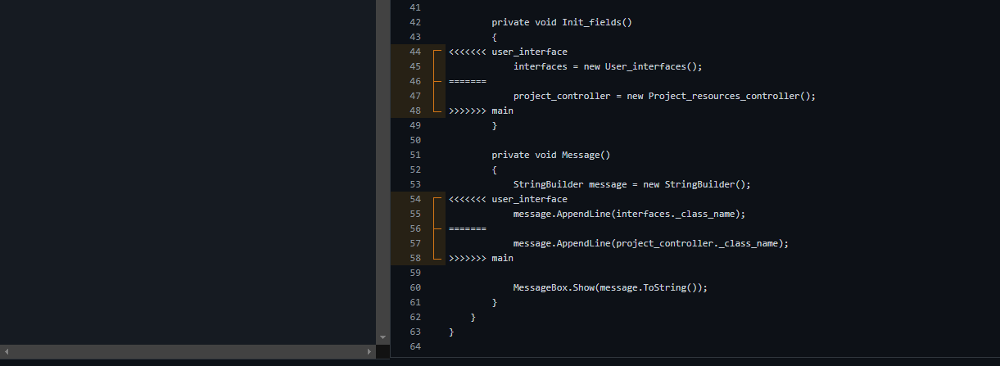 41
42 private void Init_fields()
43 {
44 <<<<<<< user_interface
45 interfaces = new User_interfaces();
46 =======
47 project_controller = new Project_resources_controller();
48 >>>>>>> main
49 }
50
51 private void Message()
52 {
53 StringBuilder message = new StringBuilder();
54 <<<<<<< user_interface
55 message.AppendLine(interfaces._class_name);
56 =======
57 message.AppendLine(project_controller._class_name);
58 >>>>>>> main
59
60 MessageBox.Show(message.ToString());
61 }
62 }
63 }
64